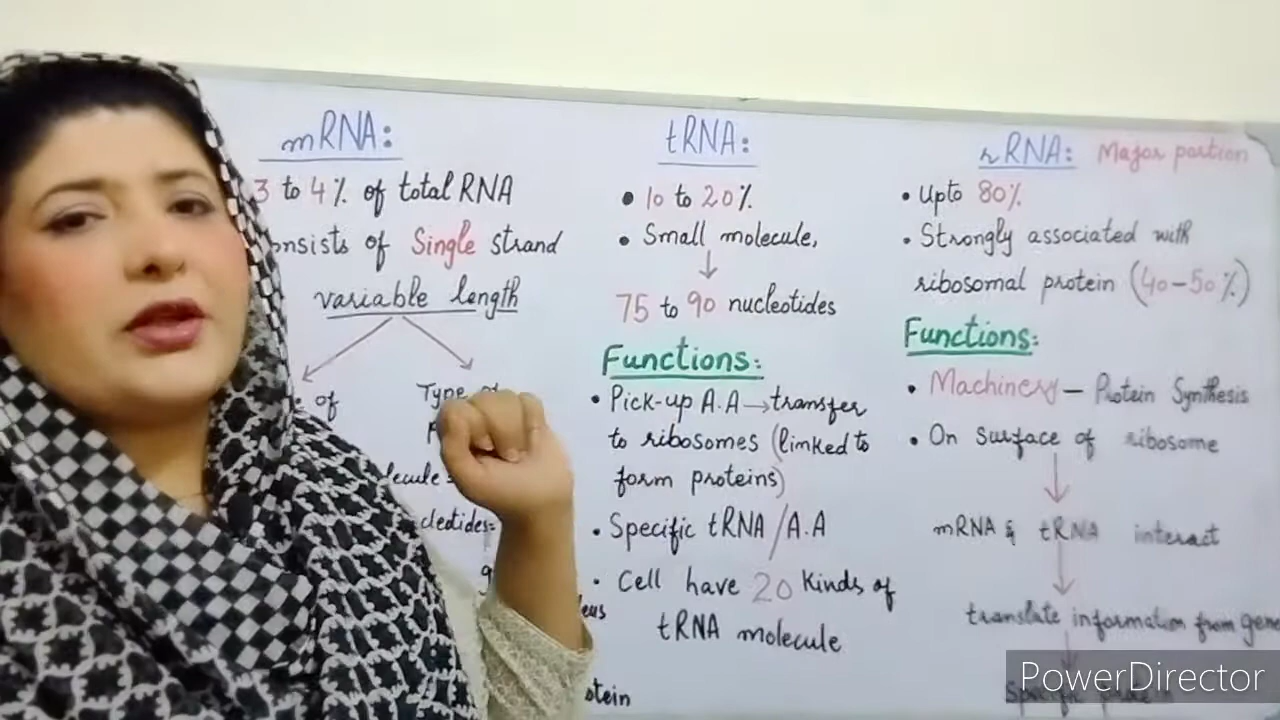 mRNA:
3 to 4% of total RNA
onsists of Single strand
variable length
of
Type of
lecule =
cleotides=
tRNA:
• 10 to 20%
• Small molecule,
↓
75 to 90 nucleotides
Functions:
• Pick-up A.A → transfer
to ribosomes (linked to
form proteins)
• Specific tRNA / A.A
• Cell have 20 kinds of
tRNA molecule
rRNA: Major portion
• Upto 80%
• Strongly associated with
ribosomal protein (40-50%)
Functions:
• Machinery - Protein Synthesis
• On Surface of ribosome
↓
mRNA & tRNA interact
↓
translate information from gene
PowerDirector